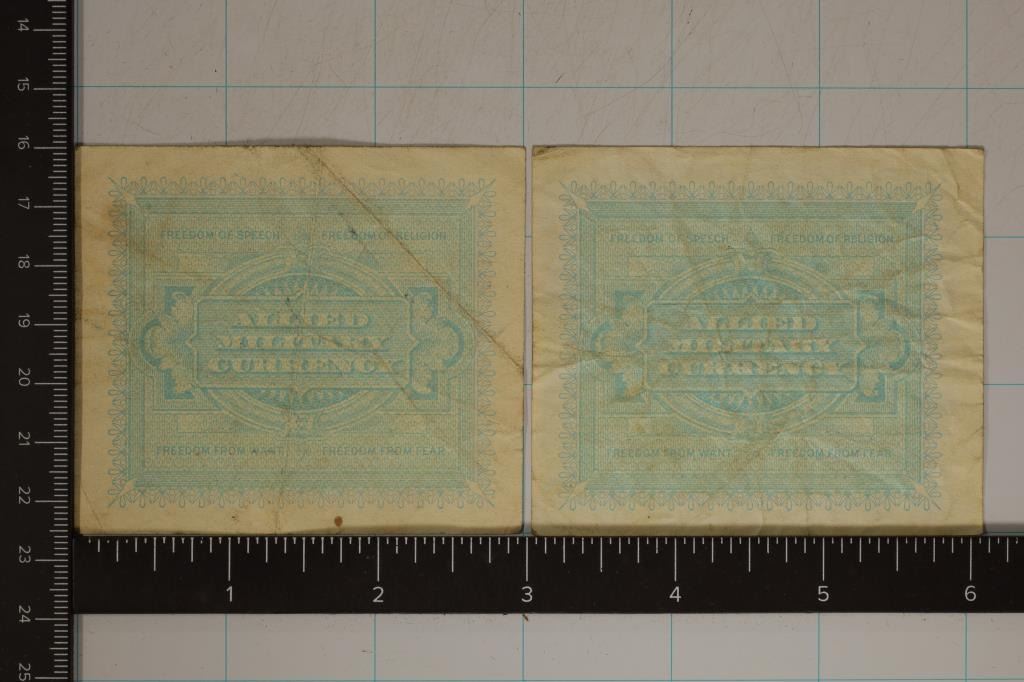 14
15
16
17
18
19
20
21
22
23
24
25
FREEDOM OF SPEECH FREEDOM OF RELIGION
ALLIED
MILITARY
CURRENCY
FREEDOM FROM WANT FREEDOM FROM FEAR
FREEDOM OF SPEECH FREEDOM OF RELIGION
ALLIED
MILITARY
CURRENCY
FREEDOM FROM WANT FREEDOM FROM FEAR
1 2 3 4 5 6